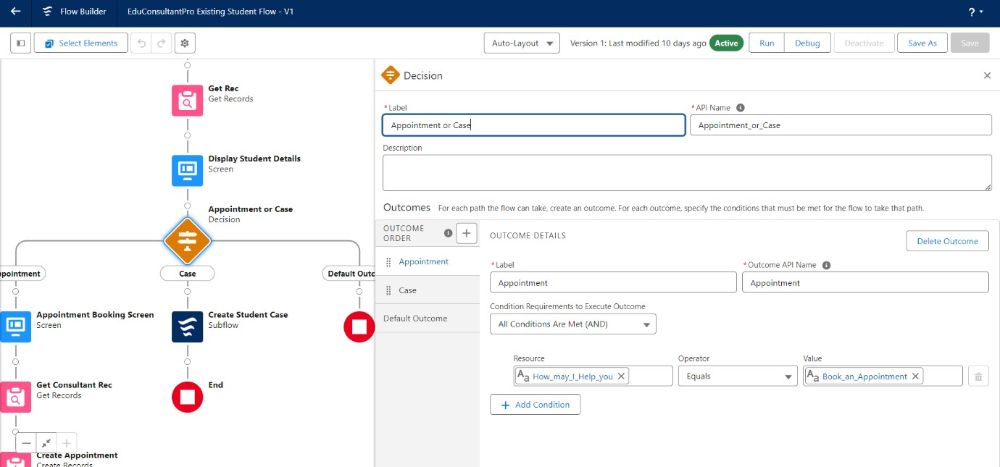 Flow Builder
EduConsultantPro Existing Student Flow - V1
?
Select Elements
Auto-Layout
Version 1: Last modified 10 days ago
Active
Run
Debug
Deactivate
Save As
Save
Get Rec
Get Records
Display Student Details
Screen
Appointment or Case
Decision
ppointment
Case
Default Outc
Appointment Booking Screen
Screen
Create Student Case
Subflow
Get Consultant Rec
Get Records
End
Create Appointment
Create Records
Decision
* Label
Appointment or Case
* API Name
Appointment_or_Case
Description
Outcomes For each path the flow can take, create an outcome. For each outcome, specify the conditions that must be met for the flow to take that path.
OUTCOME
ORDER
Appointment
Case
Default Outcome
OUTCOME DETAILS
Delete Outcome
* Label
Appointment
* Outcome API Name
Appointment
Condition Requirements to Execute Outcome
All Conditions Are Met (AND)
Resource
Aa How_may_I_Help_you
Operator
Equals
Value
Aa Book_an_Appointment
+ Add Condition